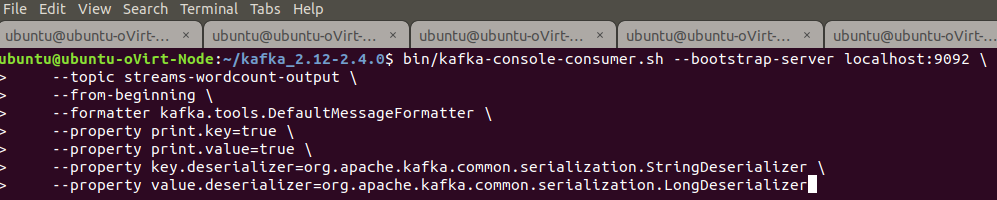 File Edit View Search Terminal Tabs Help
ubuntu@ubuntu-oVirt-... × ubuntu@ubuntu-oVirt-N... × ubuntu@ubuntu-oVirt-N... × ubuntu@ubuntu-oVirt-N... × ubuntu@ubuntu-oVirt-
ubuntu@ubuntu-oVirt-Node:~/kafka_2.12-2.4.0$ bin/kafka-console-consumer.sh --bootstrap-server localhost:9092 \
>     --topic streams-wordcount-output \
>     --from-beginning \
>     --formatter kafka.tools.DefaultMessageFormatter \
>     --property print.key=true \
>     --property print.value=true \
>     --property key.deserializer=org.apache.kafka.common.serialization.StringDeserializer \
>     --property value.deserializer=org.apache.kafka.common.serialization.LongDeserializer